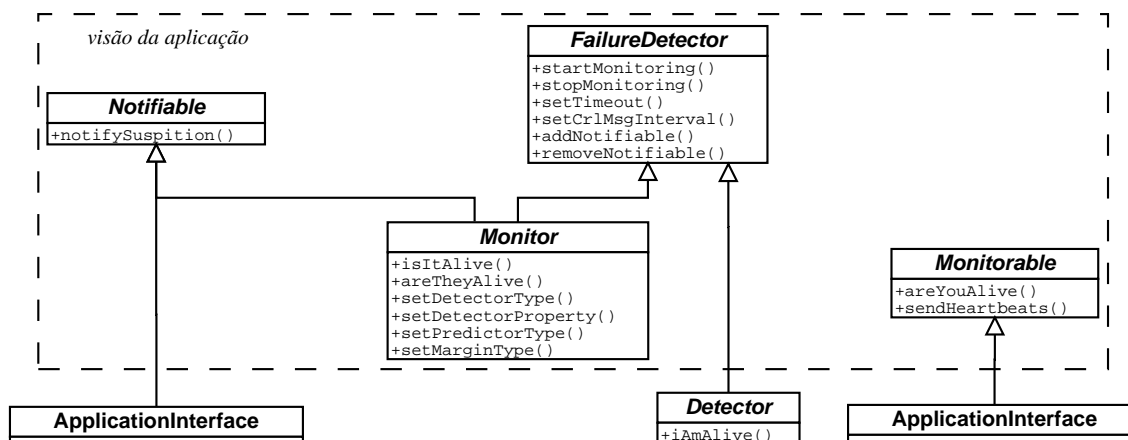 visão da aplicação
FailureDetector
+startMonitoring()
+stopMonitoring()
+setTimeout()
+setCrlMsgInterval()
+addNotifiable()
+removeNotifiable()
Notifiable
+notifySuspition()
Monitor
+isItAlive()
+areTheyAlive()
+setDetectorType()
+setDetectorProperty()
+setPredictorType()
+setMarginType()
Monitorable
+areYouAlive()
+sendHeartbeats()
ApplicationInterface
Detector
+iAmAlive()
ApplicationInterface